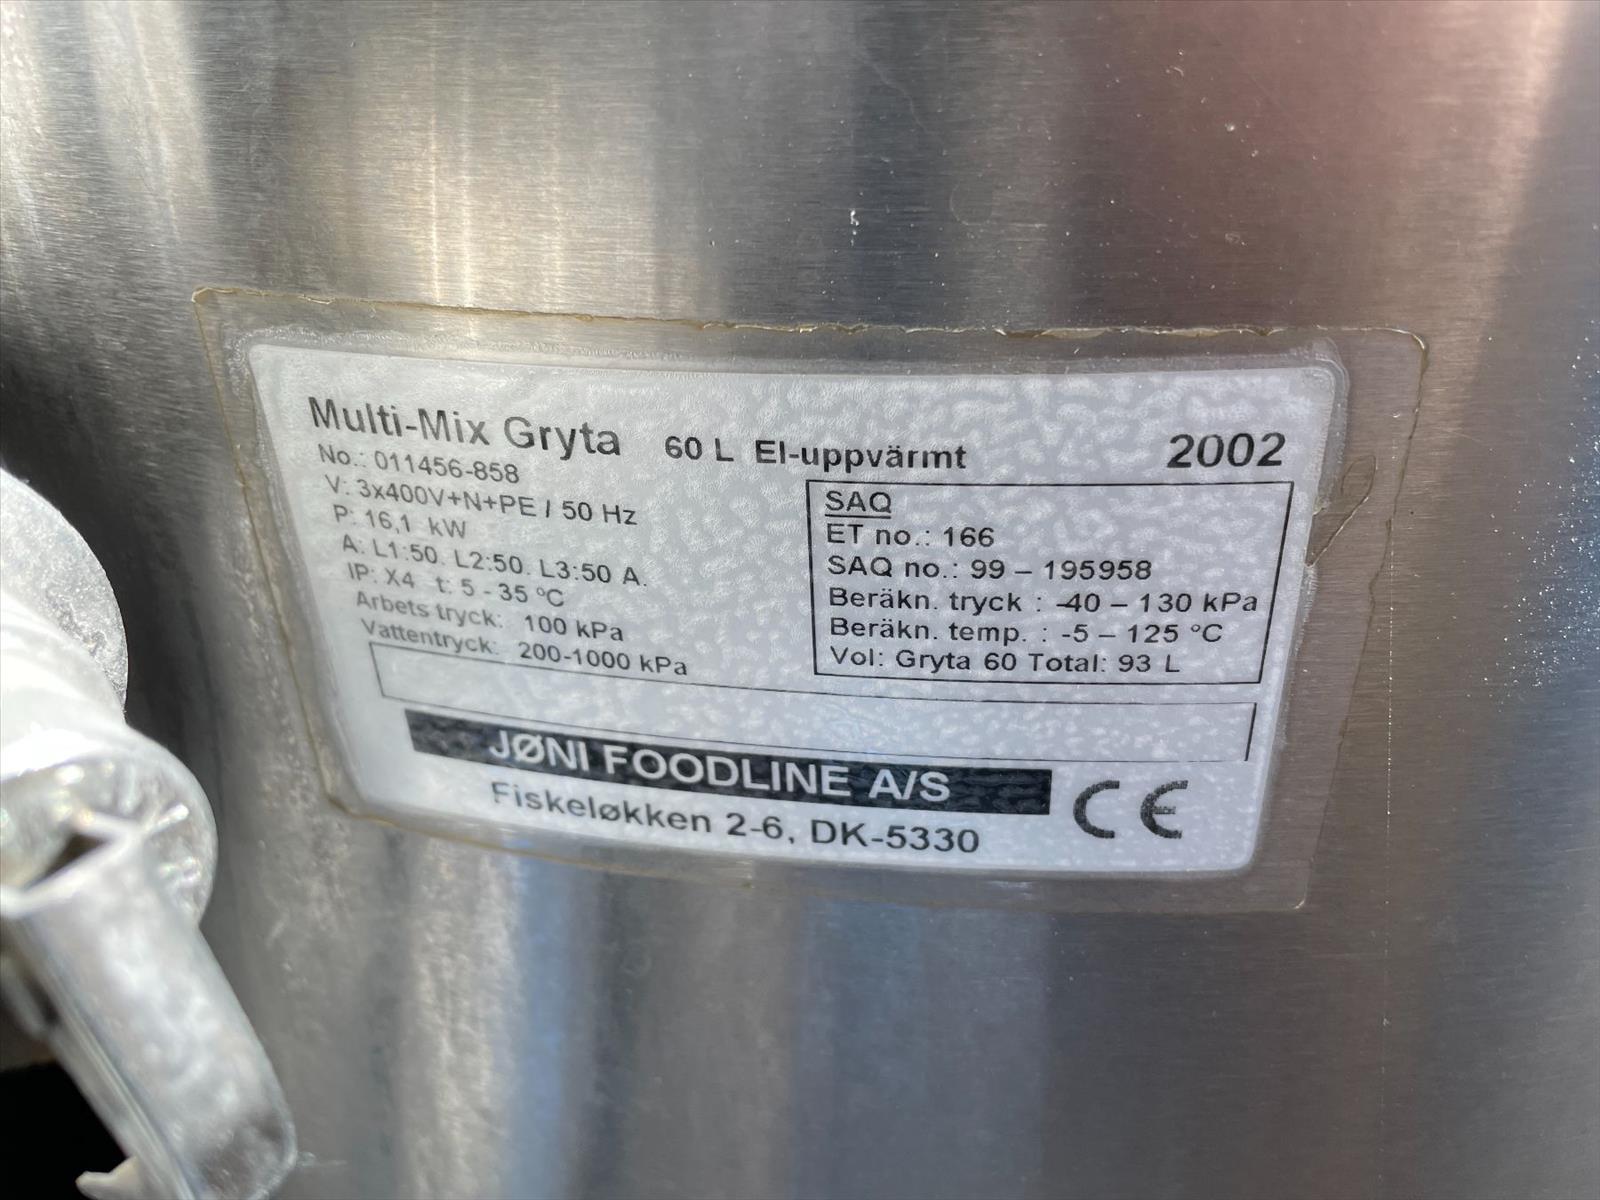 Multi-Mix Gryta 60 L El-uppvärmt 2002
No.: 011456-858
V: 3x400V+N+PE / 50 Hz
P: 16,1 kW
A: L1:50. L2:50. L3:50 A.
IP: X4 t: 5 - 35 °C
Arbets tryck: 100 kPa
Vattentryck: 200-1000 kPa
SAQ
ET no.: 166
SAQ no.: 99 – 195958
Beräkn. tryck : -40 – 130 kPa
Beräkn. temp. : -5 – 125 °C
Vol: Gryta 60 Total: 93 L
JØNI FOODLINE A/S
Fiskeløkken 2-6, DK-5330
CE